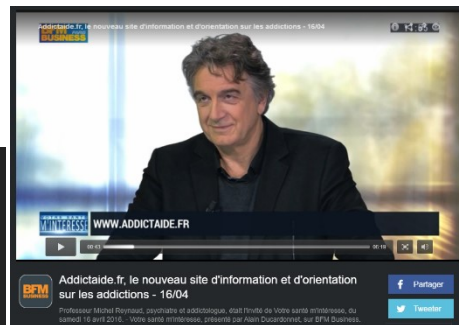 Addictaide.fr, le nouveau site d'information et d'orientation sur les addictions - 16/04
BFM
BUSINESS
VOTRE SANTÉ
M'INTÉRESSE
WWW.ADDICTAIDE.FR
BFM
BUSINESS
Addictaide.fr, le nouveau site d'information et d'orientation
sur les addictions - 16/04
Professeur Michel Reynaud, psychiatre et addictologue, était l'invité de Votre santé m'intéresse, du
samedi 16 avril 2016. - Votre santé m'intéresse, présenté par Alain Ducardonnet, sur BFM Business.
f Partager
Tweeter